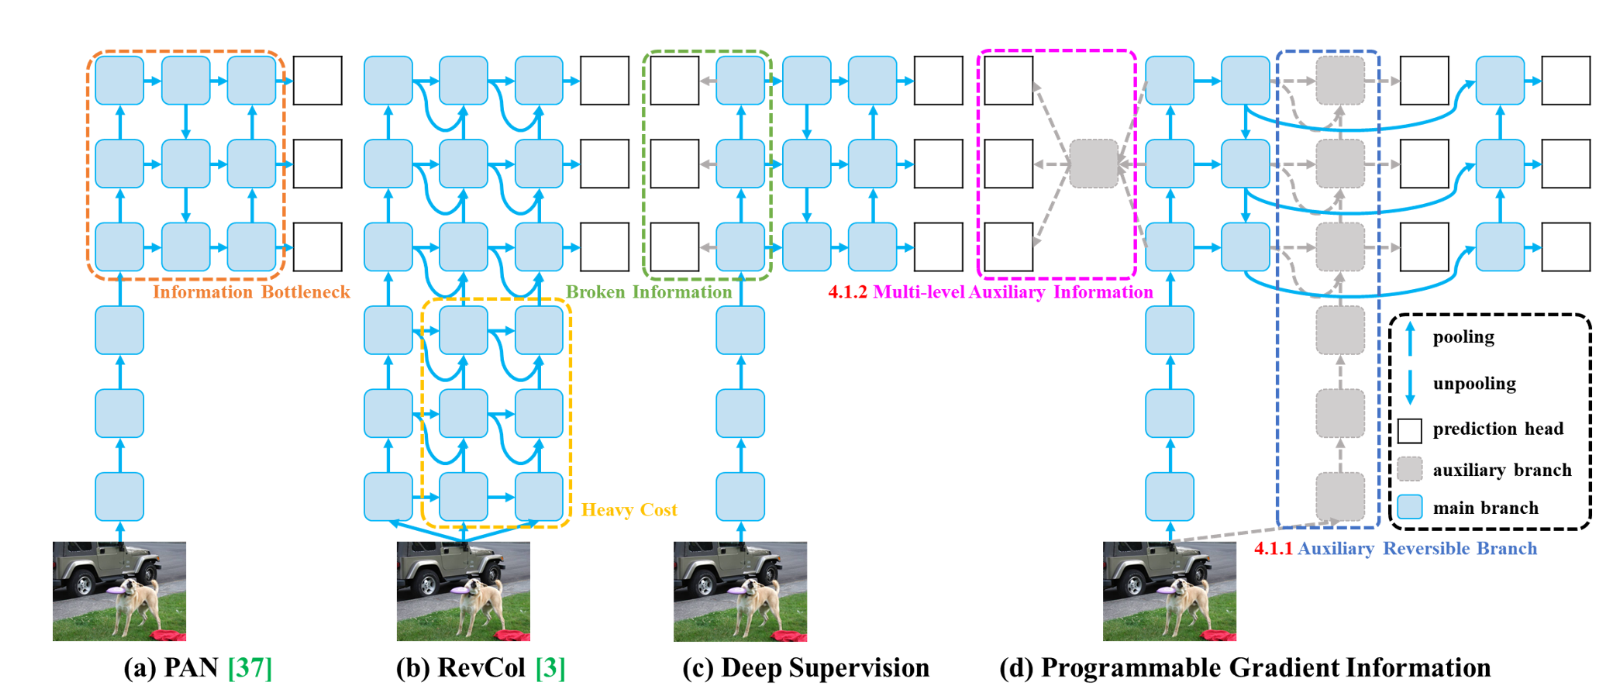 Information Bottleneck
Broken Information
4.1.2 Multi-level Auxiliary Information
pooling
unpooling
prediction head
auxiliary branch
main branch
Heavy Cost
4.1.1 Auxiliary Reversible Branch
(a) PAN [37]
(b) RevCol [3]
(c) Deep Supervision
(d) Programmable Gradient Information